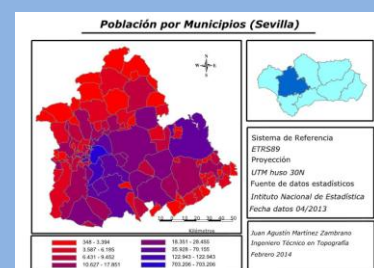 Población por Municipios (Sevilla)
Sistema de Referencia
ETRS89
Proyección
UTM huso 30N
Fuente de datos estadísticos
Intituto Nacional de Estadística
Fecha datos 04/2013
Juan Agustín Martínez Zambrano
Ingeniero Técnico en Topografía
Febrero 2014
Kilómetros
348 - 3.394
3.587 - 6.195
6.431 - 9.452
10.627 - 17.851
18.351 - 28.455
35.928 - 70.155
122.943 - 122.943
703.206 - 703.206